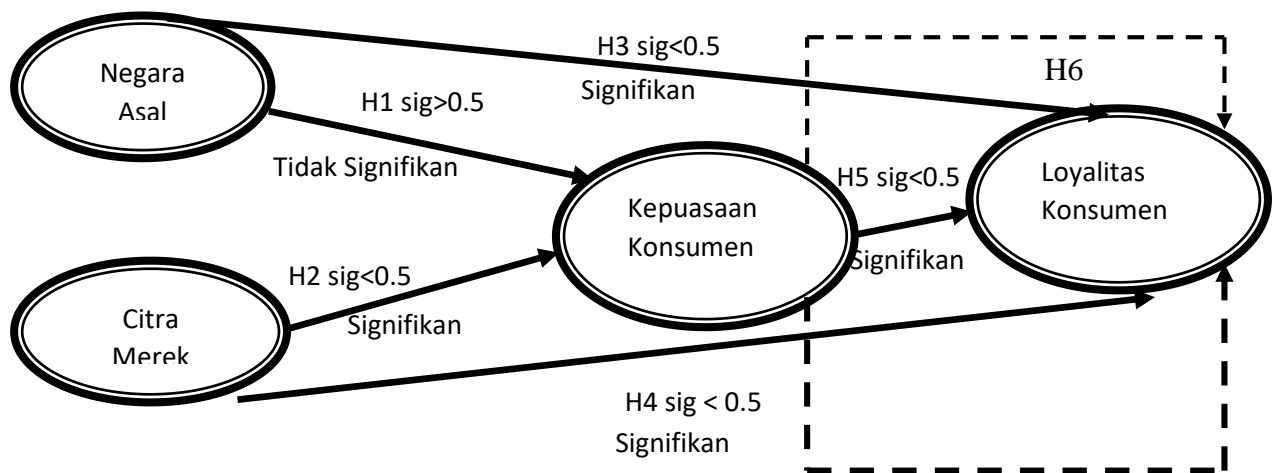 H3 sig<0.5
Signifikan
H6
Negara
Asal
H1 sig>0.5
Tidak Signifikan
Kepuasaan
Konsumen
H5 sig<0.5
Signifikan
Loyalitas
Konsumen
H2 sig<0.5
Signifikan
Citra
Merek
H4 sig < 0.5
Signifikan